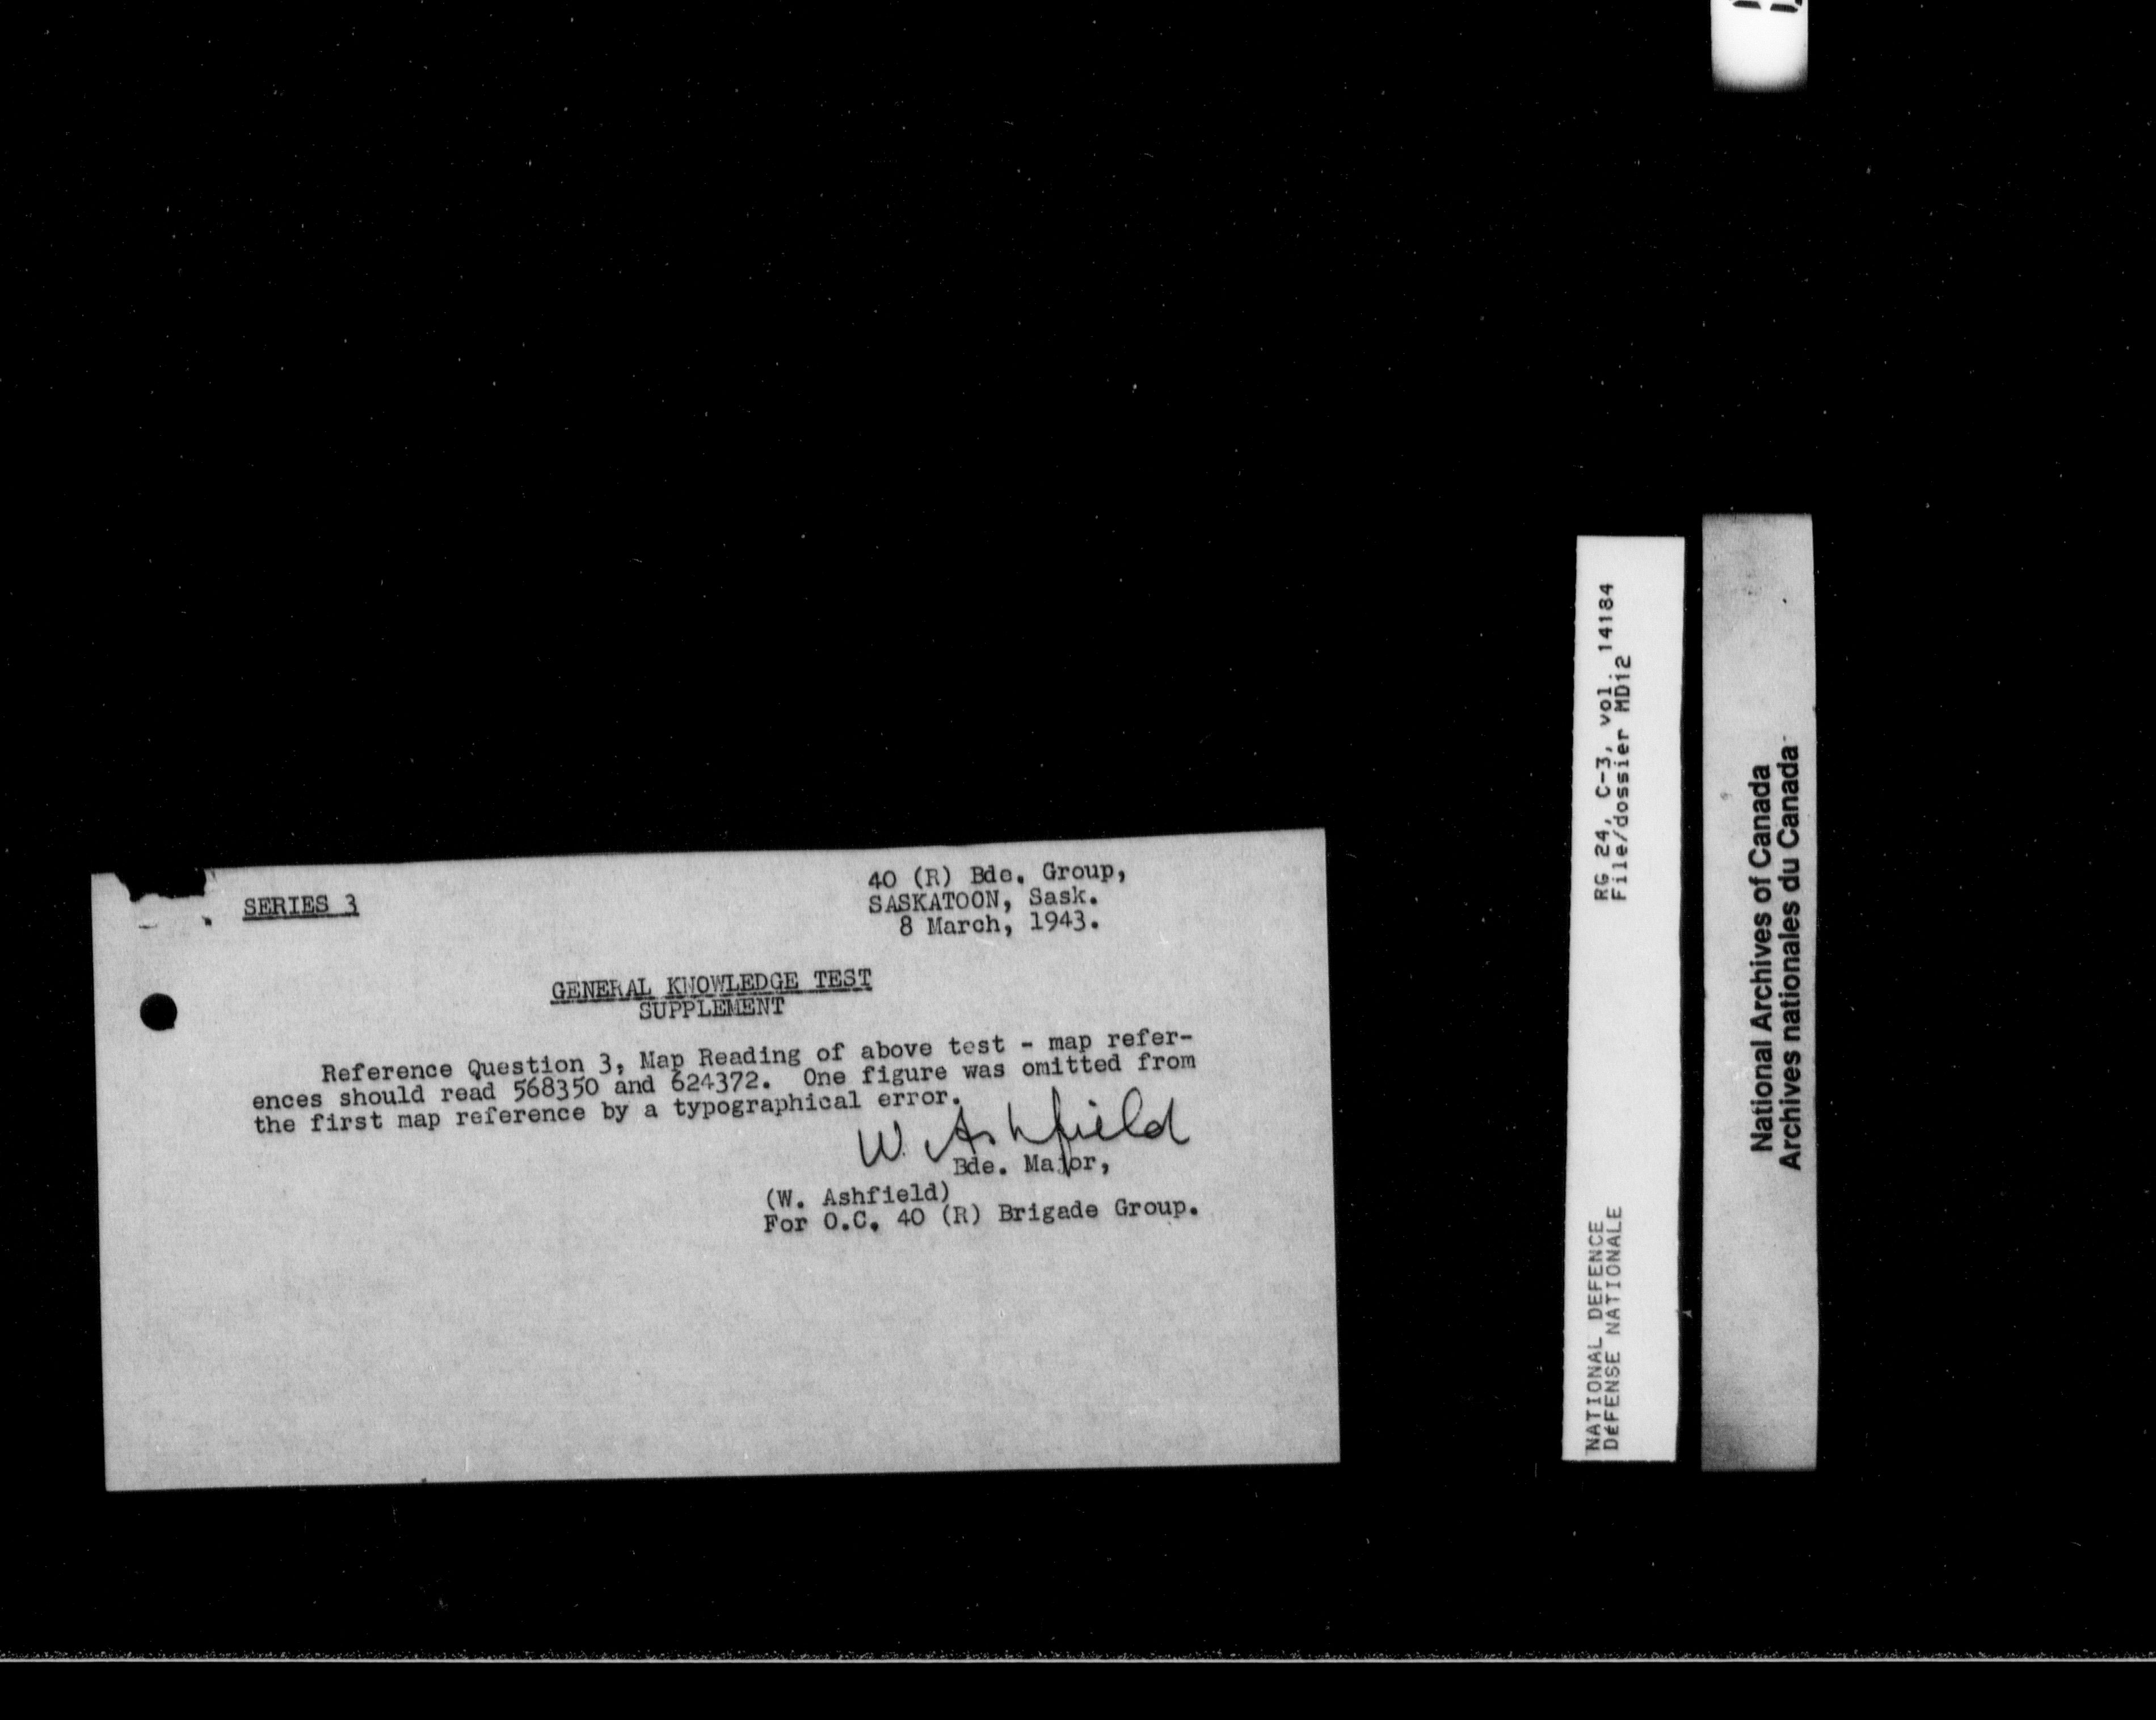 SERIES 3
40 (R) Bde. Group,
SASKATOON, Sask.
8 March, 1943.
GENERAL KNOWLEDGE TEST
SUPPLEMENT
Reference Question 3, Map Reading of above test - map refer-
ences should read 568350 and 624372. One figure was omitted from
the first map reference by a typographical error.
W. Ashfield
Bde. Major,
(W. Ashfield)
For O.C. 40 (R) Brigade Group.
RG 24, C-3, vol. 14184
File/dossier MD12
NATIONAL DEFENCE
DéFENSE NATIONALE
National Archives of Canada
Archives nationales du Canada